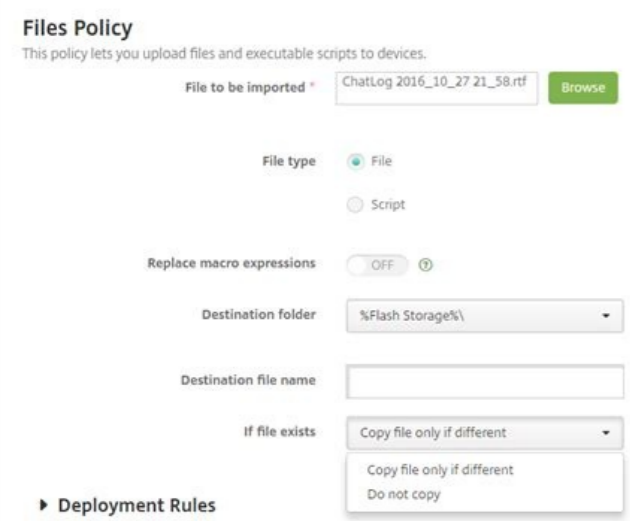 Files Policy
This policy lets you upload files and executable scripts to devices.
File to be imported * ChatLog 2016_10_27 21_58.rtf Browse
File type File
Script
Replace macro expressions OFF ?
Destination folder %Flash Storage%\
Destination file name
If file exists Copy file only if different
Copy file only if different
Do not copy
Deployment Rules